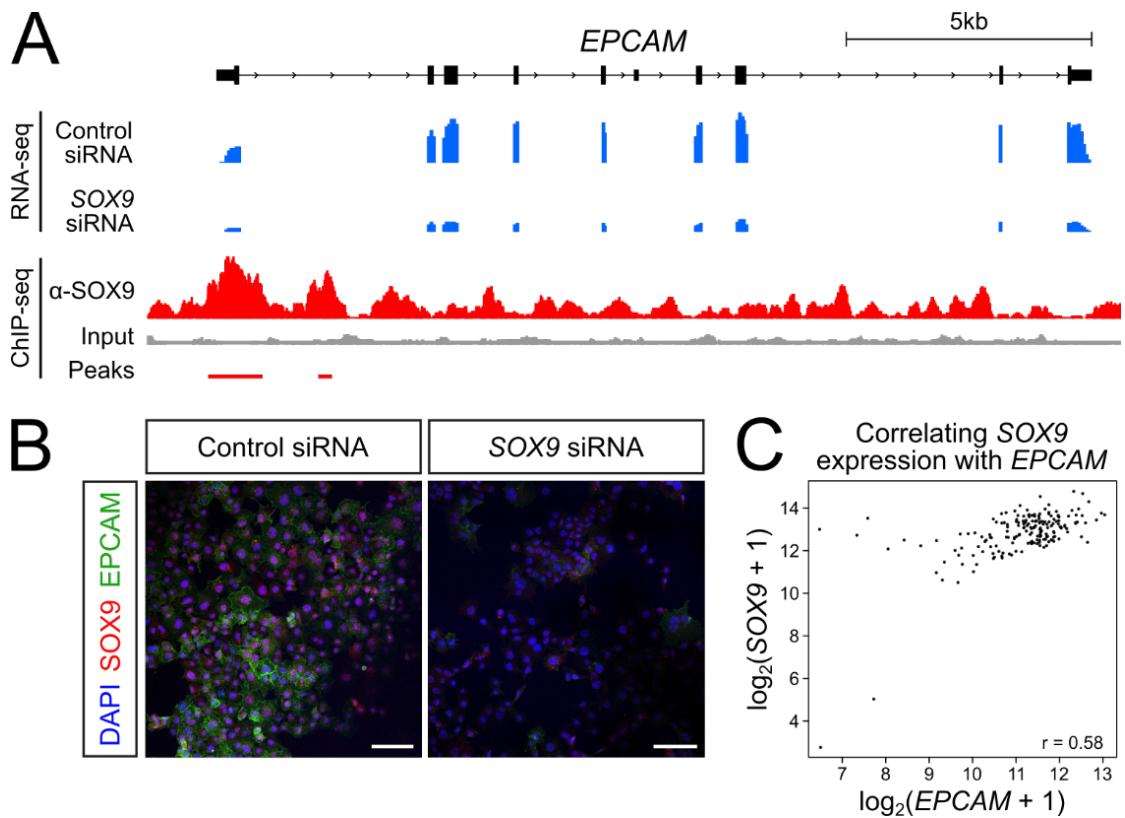 A
EPCAM
5kb
RNA-seq
Control
siRNA
SOX9
siRNA
ChIP-seq
α-SOX9
Input
Peaks
B
Control siRNA
SOX9 siRNA
DAPI SOX9 EPCAM
C
Correlating SOX9
expression with EPCAM
log₂(SOX9 + 1)
14
12
10
8
6
4
r = 0.58
7 8 9 10 11 12 13
log₂(EPCAM + 1)